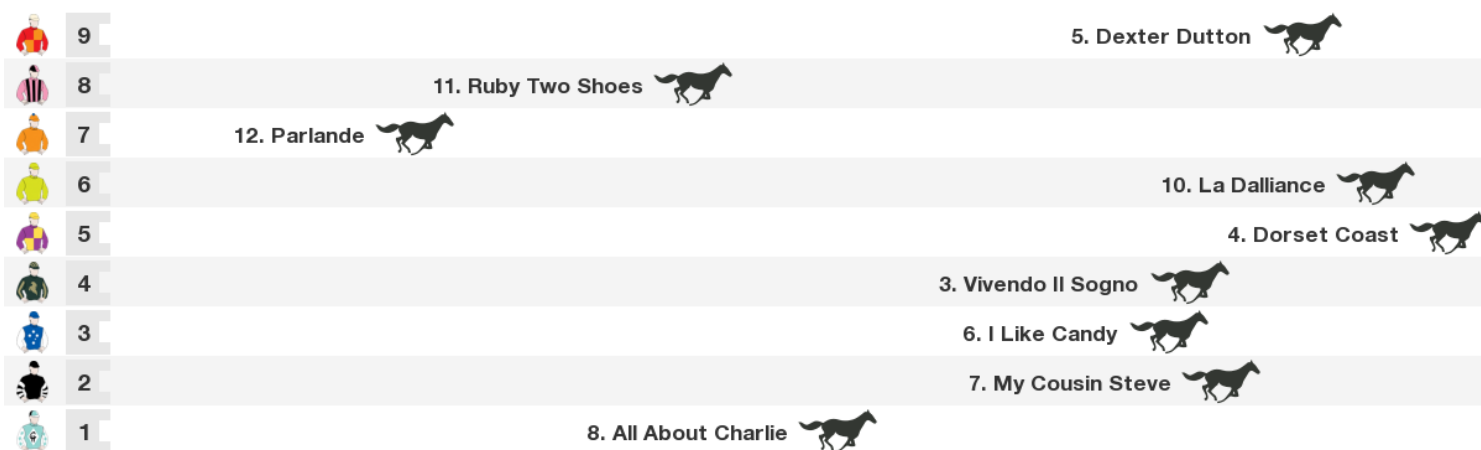 9 5. Dexter Dutton
8 11. Ruby Two Shoes
7 12. Parlande
6 10. La Dalliance
5 4. Dorset Coast
4 3. Vivendo Il Sogno
3 6. I Like Candy
2 7. My Cousin Steve
1 8. All About Charlie